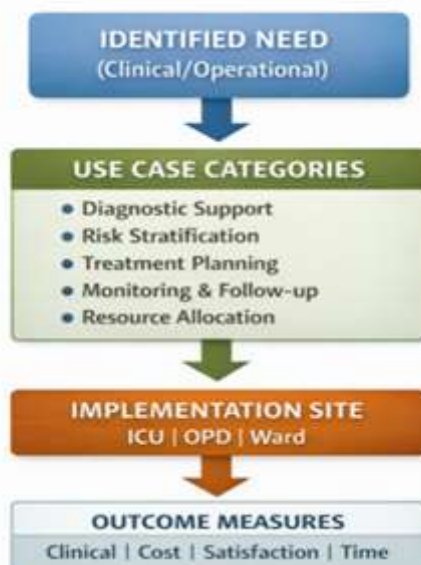 IDENTIFIED NEED
(Clinical/Operational)
USE CASE CATEGORIES
• Diagnostic Support
• Risk Stratification
• Treatment Planning
• Monitoring & Follow-up
• Resource Allocation
IMPLEMENTATION SITE
ICU | OPD | Ward
OUTCOME MEASURES
Clinical | Cost | Satisfaction | Time